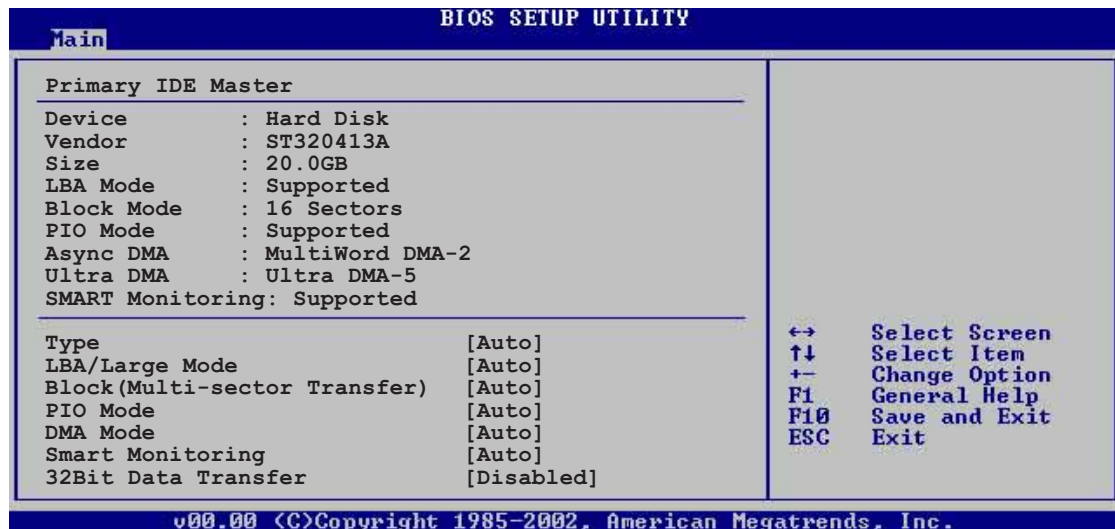 BIOS SETUP UTILITY
Main
Primary IDE Master
Device : Hard Disk
Vendor : ST320413A
Size : 20.0GB
LBA Mode : Supported
Block Mode : 16 Sectors
PIO Mode : Supported
Async DMA : MultiWord DMA-2
Ultra DMA : Ultra DMA-5
SMART Monitoring: Supported
Type [Auto]
LBA/Large Mode [Auto]
Block(Multi-sector Transfer) [Auto]
PIO Mode [Auto]
DMA Mode [Auto]
Smart Monitoring [Auto]
32Bit Data Transfer [Disabled]
←→ Select Screen
↑↓ Select Item
+- Change Option
F1 General Help
F10 Save and Exit
ESC Exit
v00.00 (C)Copyright 1985-2002, American Megatrends, Inc.